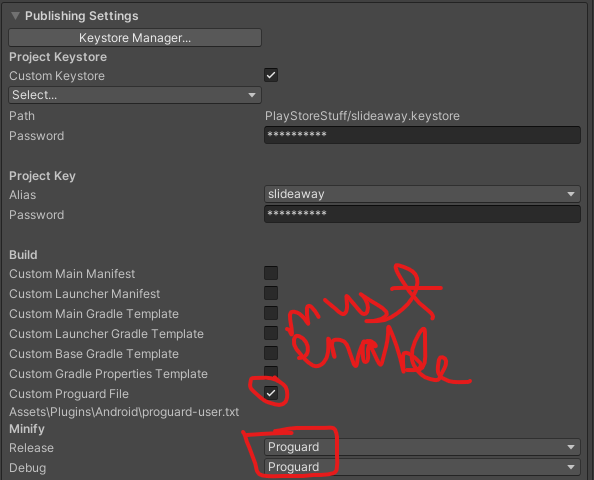 Publishing Settings
Keystore Manager...
Project Keystore
Custom Keystore
Select...
Path PlayStoreStuff/slideaway.keystore
Password **********
Project Key
Alias slideaway
Password **********
Build
Custom Main Manifest
Custom Launcher Manifest
Custom Main Gradle Template
must
Custom Launcher Gradle Template
Custom Base Gradle Template
enable
Custom Gradle Properties Template
Custom Proguard File
Assets\Plugins\Android\proguard-user.txt
Minify
Release Proguard
Debug Proguard